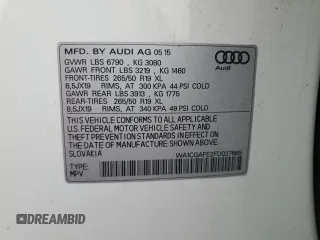 MFD. BY AUDI AG 05 15
GVWR LBS 6790 , KG 3080
GAWR FRONT LBS 3219 , KG 1460
FRONT-TIRES 265/50 R19 XL
8,5JX19 RIMS, AT 300 KPA 44 PSI COLD
GAWR REAR LBS 3913 , KG 1775
REAR-TIRES 265/50 R19 XL
8,5JX19 RIMS, AT 340 KPA 49 PSI COLD
Audi
THIS VEHICLE CONFORMS TO ALL APPLICABLE
U.S. FEDERAL MOTOR VEHICLE SAFETY, BUMPER AND
THEFT PREVENTION STANDARDS IN EFFECT ON
THE DATE OF MANUFACTURE SHOWN ABOVE.
SLOVAKIA
TYPE:
MPV
DREAMBID